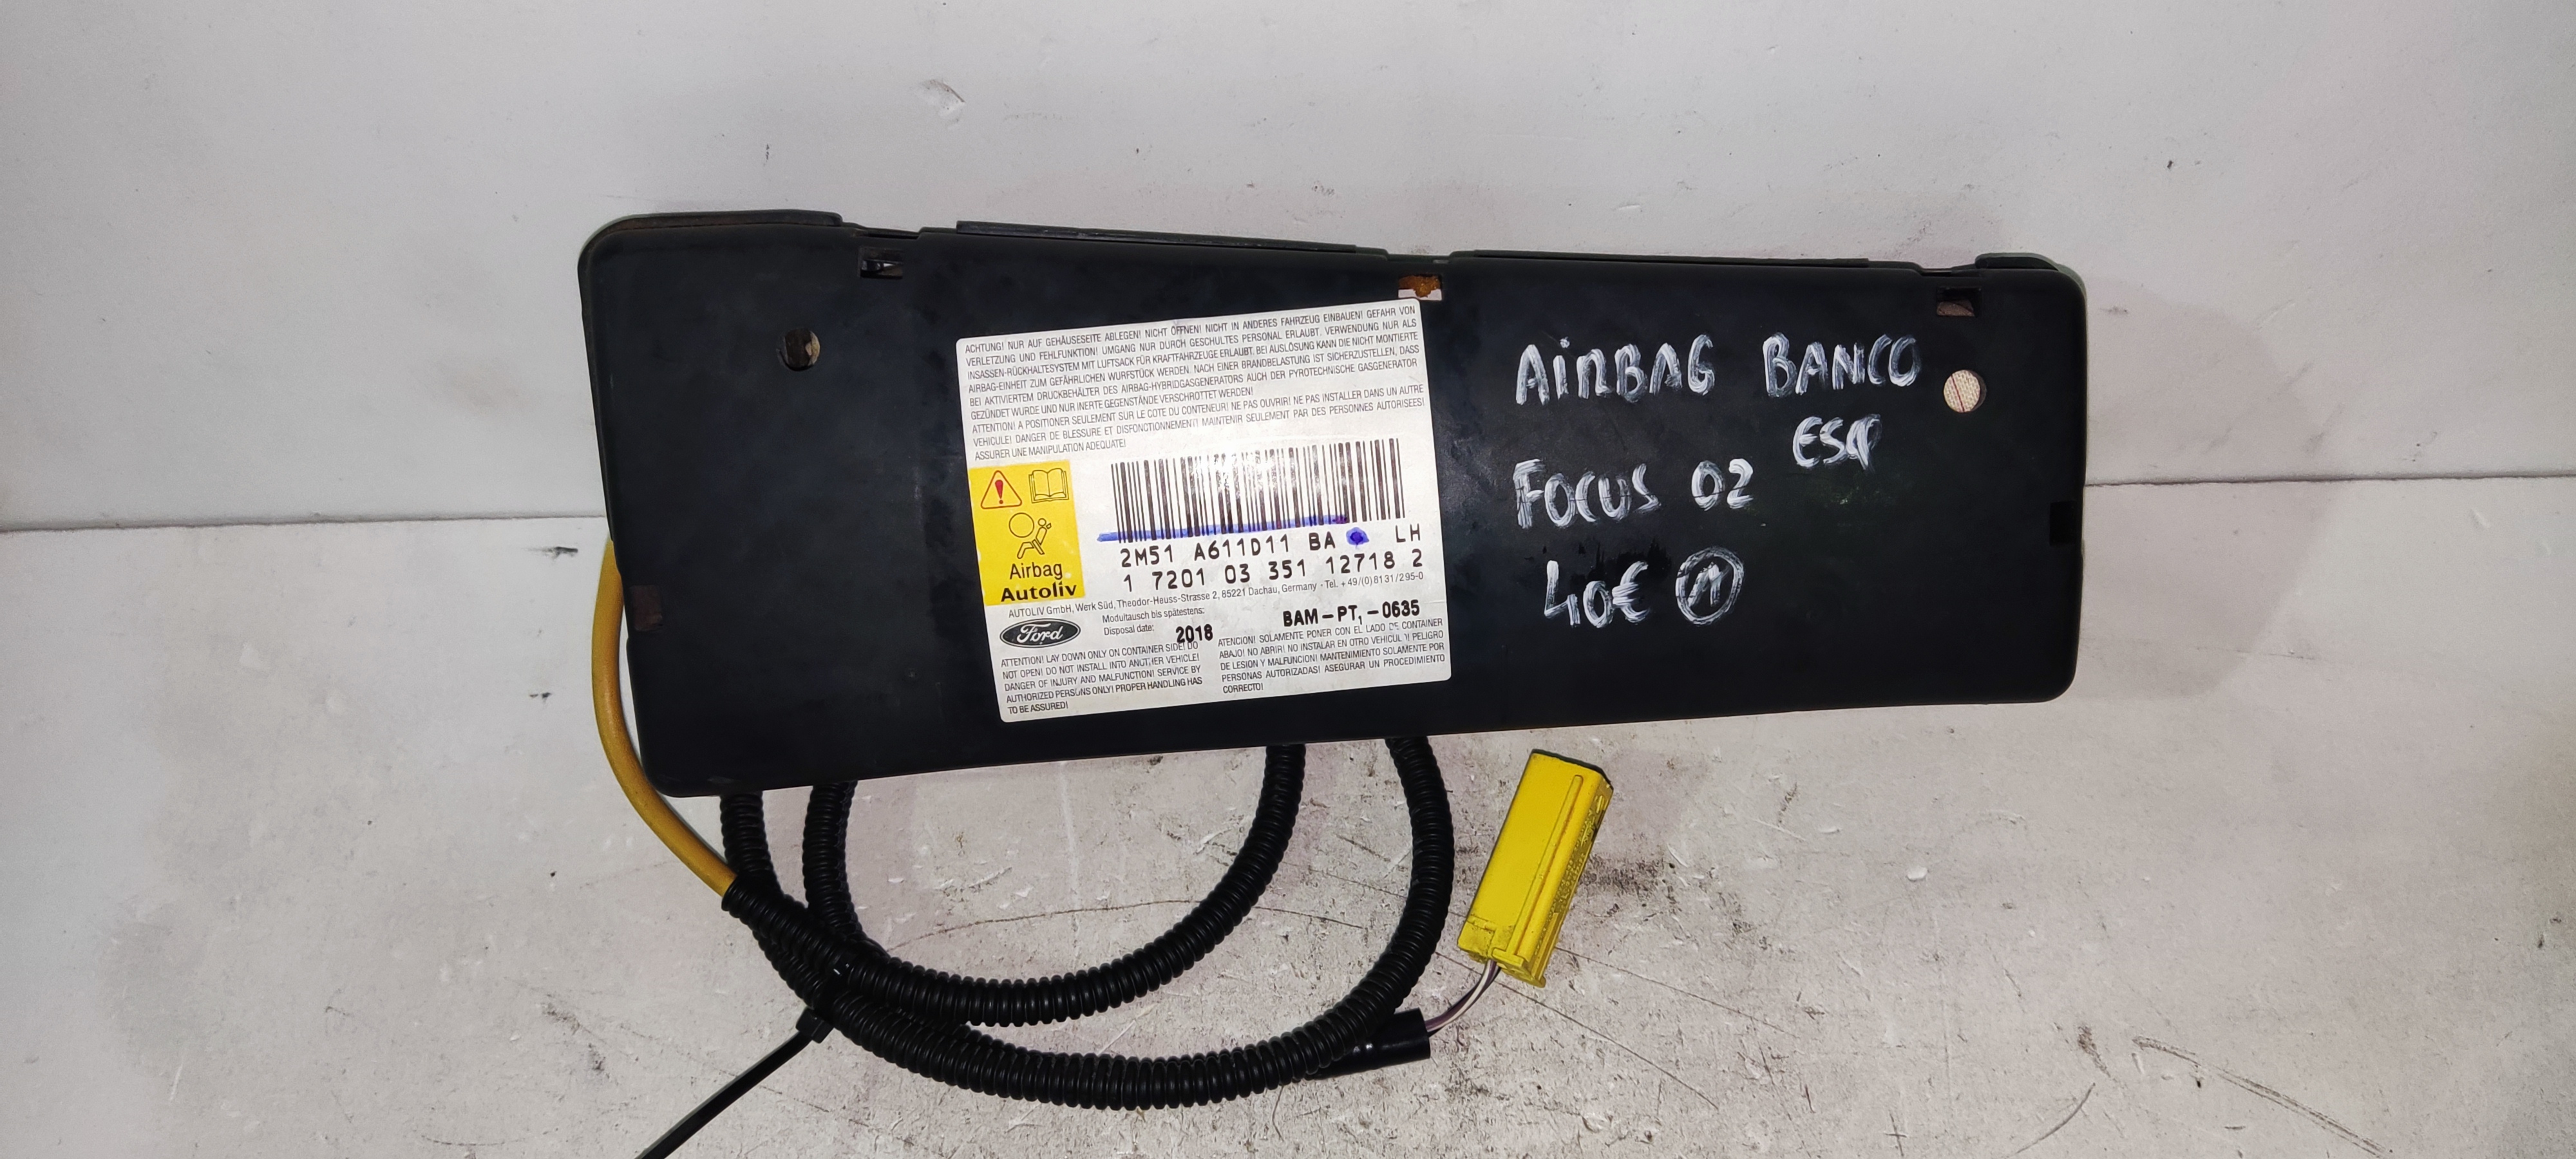 ACHTUNG! NUR AUF GEHÄUSESEITE ABLEGEN! NICHT ÖFFNEN! NICHT IN ANDERES FAHRZEUG EINBAUEN! GEFAHR VON
VERLETZUNG UND FEHLFUNKTION! UMGANG NUR DURCH GESCHULTES PERSONAL ERLAUBT. VERWENDUNG NUR ALS
INSASSEN-RÜCKHALTESYSTEM MIT LUFTSACK FÜR KRAFTFAHRZEUGE ERLAUBT. BEI AUSLÖSUNG KANN DIE NICHT MONTIERTE
AIRBAG-EINHEIT ZUM GEFÄHRLICHEN WURFSTÜCK WERDEN. NACH EINER BRANDBELASTUNG IST SICHERZUSTELLEN, DASS
BEI AKTIVIERTEM DRUCKBEHÄLTER DES AIRBAG-HYBRIDGASGENERATORS AUCH DER PYROTECHNISCHE GASGENERATOR
GEZÜNDET WURDE UND NUR INERTE GEGENSTÄNDE VERSCHROTTET WERDEN!
ATTENTION! A POSITIONER SEULEMENT SUR LE COTE DU CONTENEUR! NE PAS OUVRIR! NE PAS INSTALLER DANS UN AUTRE
VEHICULE! DANGER DE BLESSURE ET DISFONCTIONNEMENT! MAINTENIR SEULEMENT PAR DES PERSONNES AUTORISEES!
ASSURER UNE MANIPULATION ADEQUATE!
Airbag
Autoliv
2M51 A611D11 BA LH
1 7201 03 351 12718 2
AUTOLIV GmbH, Werk Süd, Theodor-Heuss-Strasse 2, 85221 Dachau, Germany - Tel. +49/(0)8131/295-0
Ford
Modultausch bis spätestens:
Disposal date: 2018
BAM-PT,-0635
ATTENTION! LAY DOWN ONLY ON CONTAINER SIDE! DO
NOT OPEN! DO NOT INSTALL INTO ANOTHER VEHICLE!
DANGER OF INJURY AND MALFUNCTION! SERVICE BY
AUTHORIZED PERSONS ONLY! PROPER HANDLING HAS
TO BE ASSURED!
ATENCION! SOLAMENTE PONER CON EL LADO DE CONTAINER
ABAJO! NO ABRIR! NO INSTALAR EN OTRO VEHICULO! PELIGRO
DE LESION Y MALFUNCION! MANTENIMIENTO SOLAMENTE POR
PERSONAS AUTORIZADAS! ASEGURAR UN PROCEDIMIENTO
CORRECTO!
AIRBAG BANCO
ESQ
FOCUS 02
40€ M